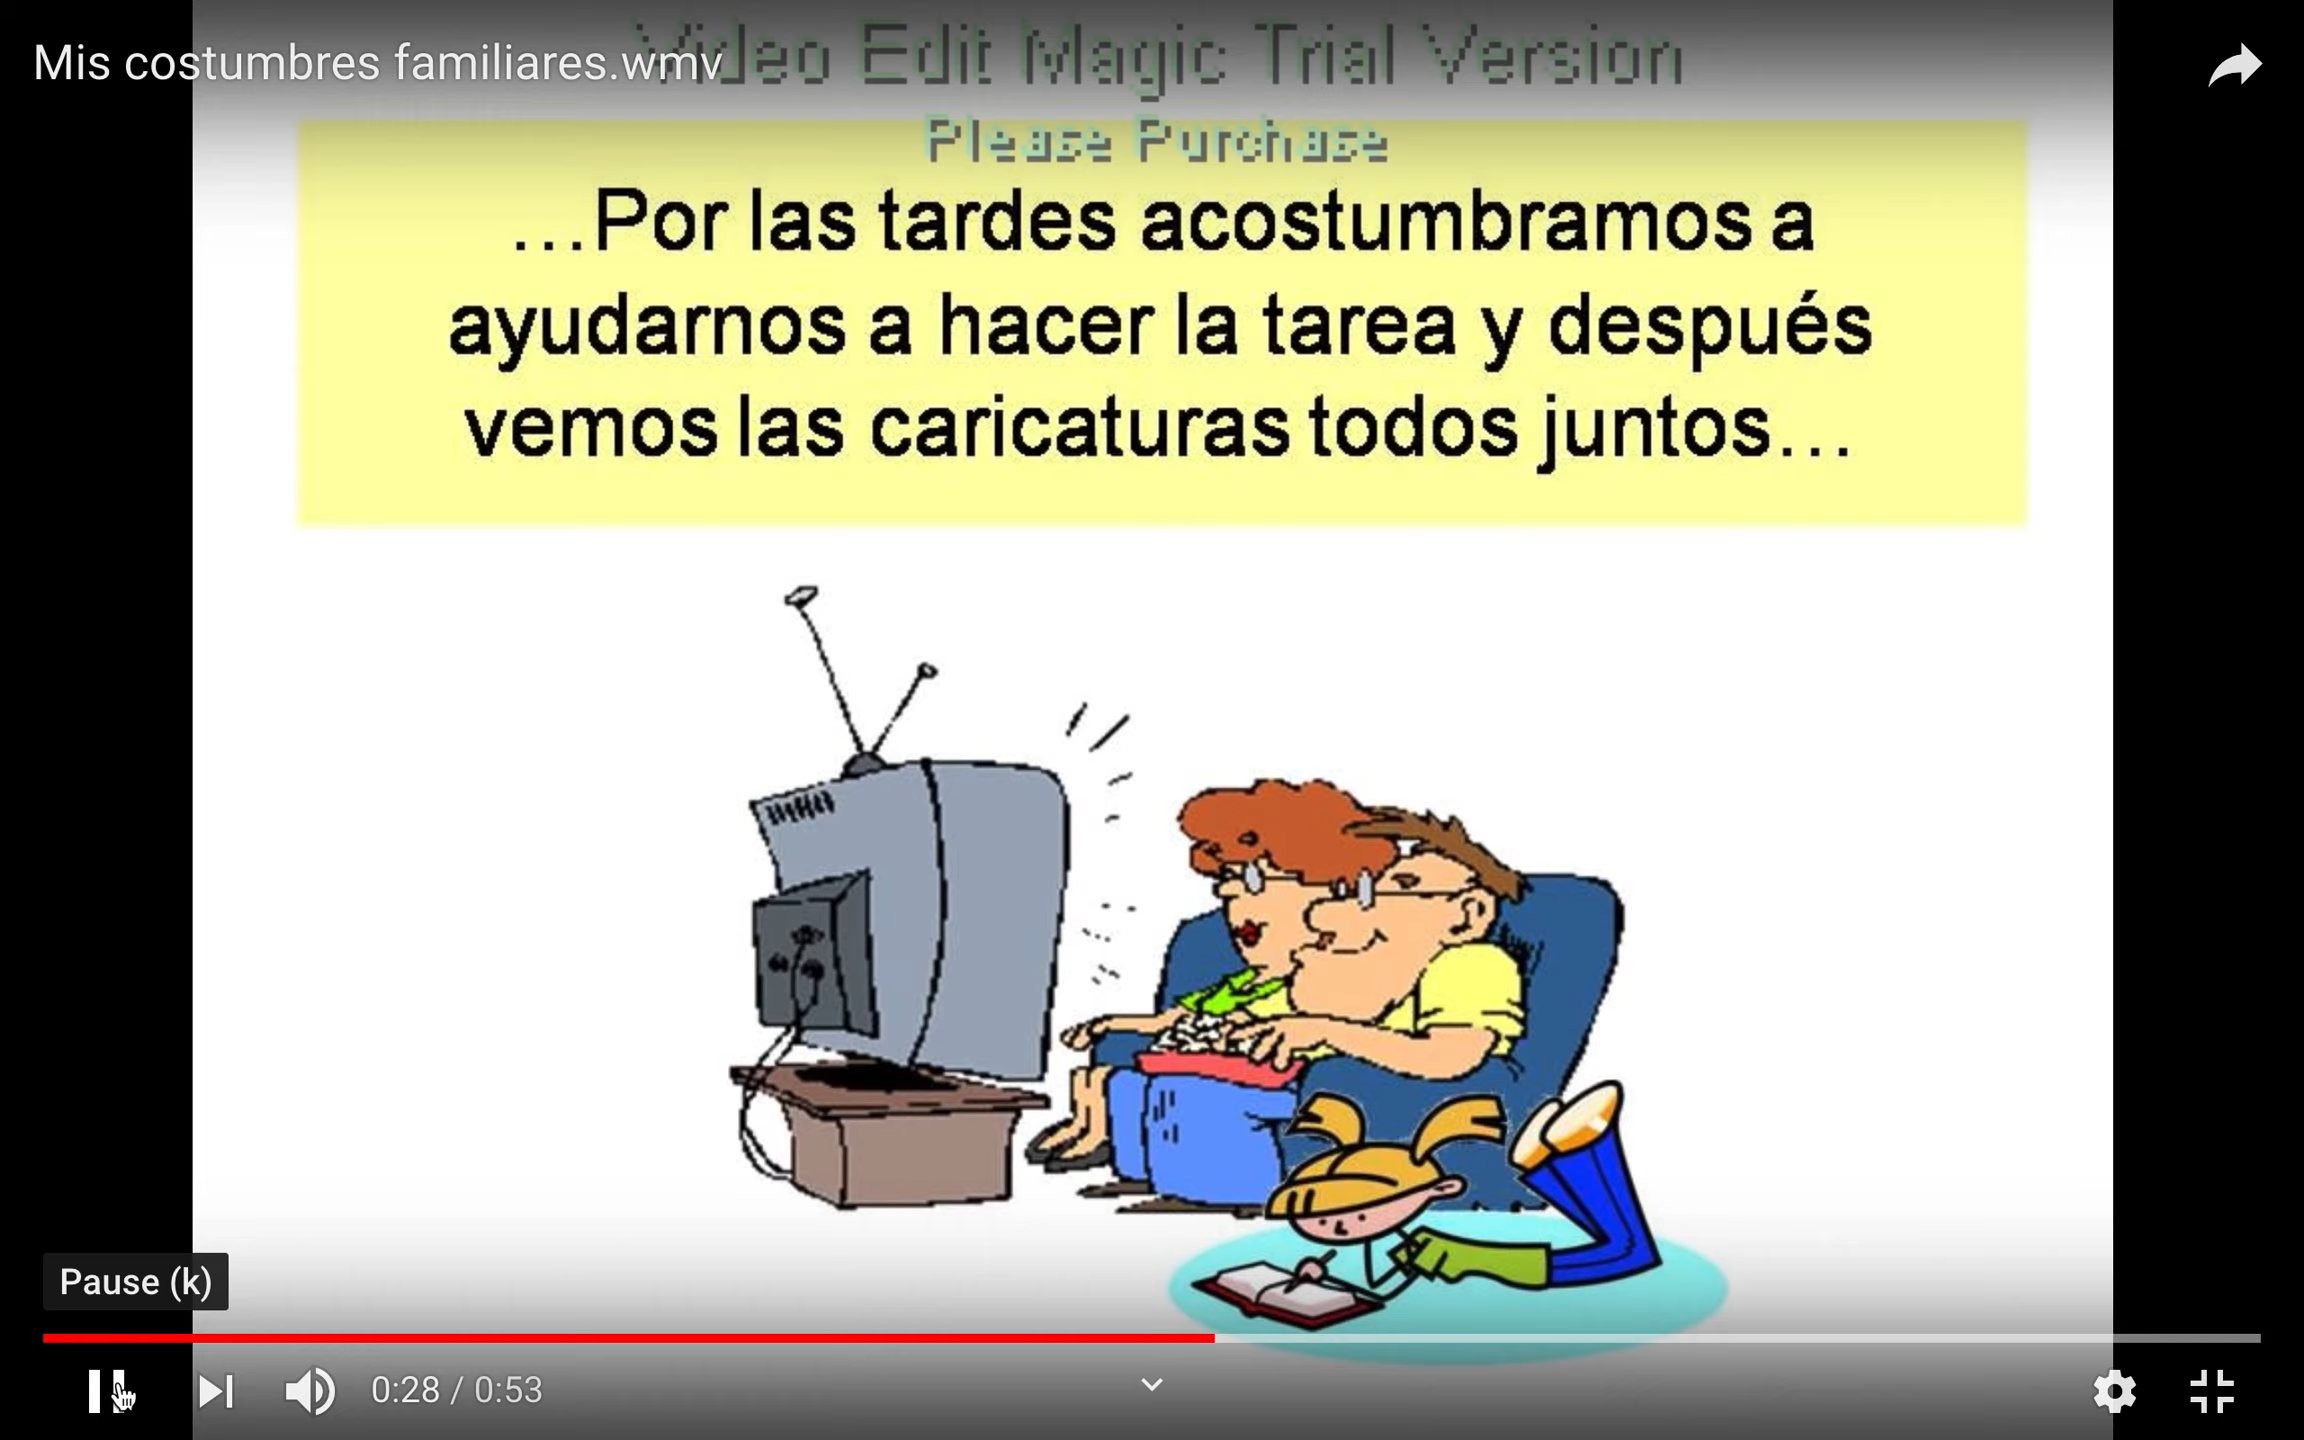 Video Edit Magic Trial Version
Mis costumbres familiares.wmv
Please Purchase
...Por las tardes acostumbramos a
ayudarnos a hacer la tarea y después
vemos las caricaturas todos juntos...
Pause (k)
0:28 / 0:53